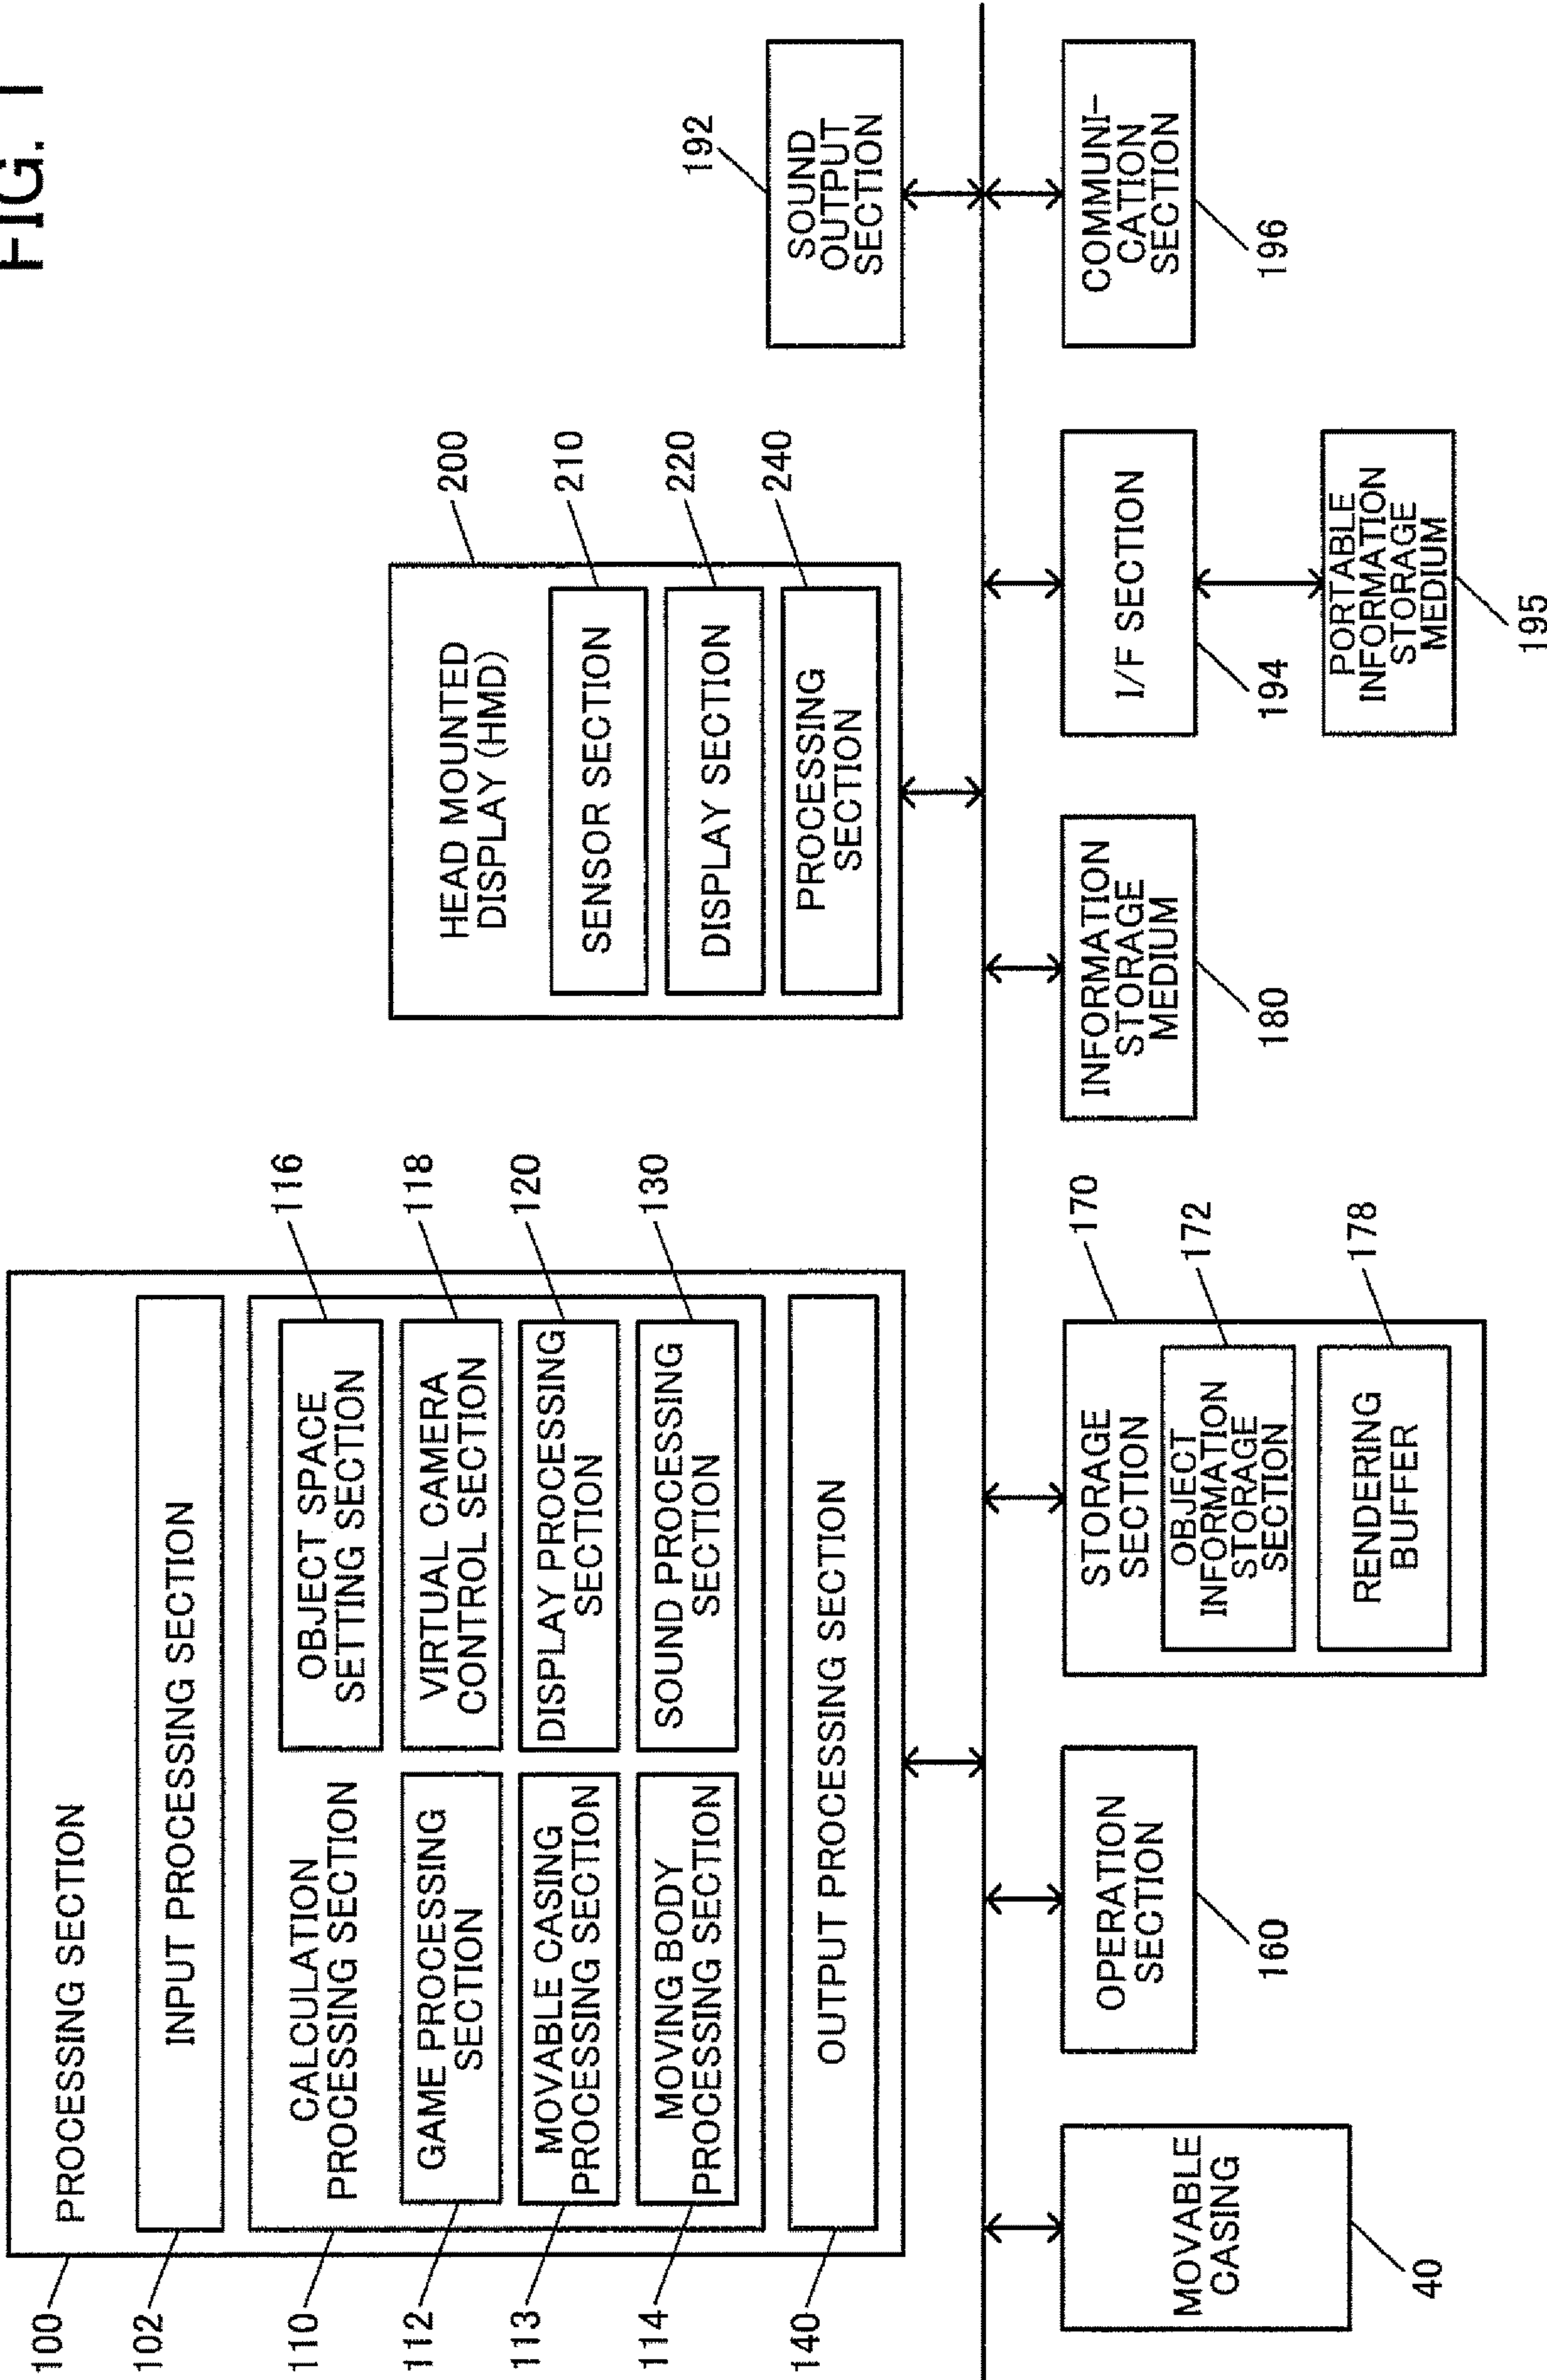 FIG. 1
100
PROCESSING SECTION
102
INPUT PROCESSING SECTION
110
CALCULATION
PROCESSING SECTION
OBJECT SPACE
SETTING SECTION
116
112
GAME PROCESSING
SECTION
VIRTUAL CAMERA
CONTROL SECTION
118
113
MOVABLE CASING
PROCESSING SECTION
DISPLAY PROCESSING
SECTION
120
114
MOVING BODY
PROCESSING SECTION
SOUND PROCESSING
SECTION
130
140
OUTPUT PROCESSING SECTION
HEAD MOUNTED
DISPLAY (HMD)
200
SENSOR SECTION
210
DISPLAY SECTION
220
PROCESSING
SECTION
240
192
SOUND
OUTPUT
SECTION
MOVABLE
CASING
40
OPERATION
SECTION
160
STORAGE
SECTION
170
OBJECT
INFORMATION
STORAGE
SECTION
172
RENDERING
BUFFER
178
INFORMATION
STORAGE
MEDIUM
180
I/F SECTION
194
PORTABLE
INFORMATION
STORAGE
MEDIUM
195
COMMUNI-
CATION
SECTION
196